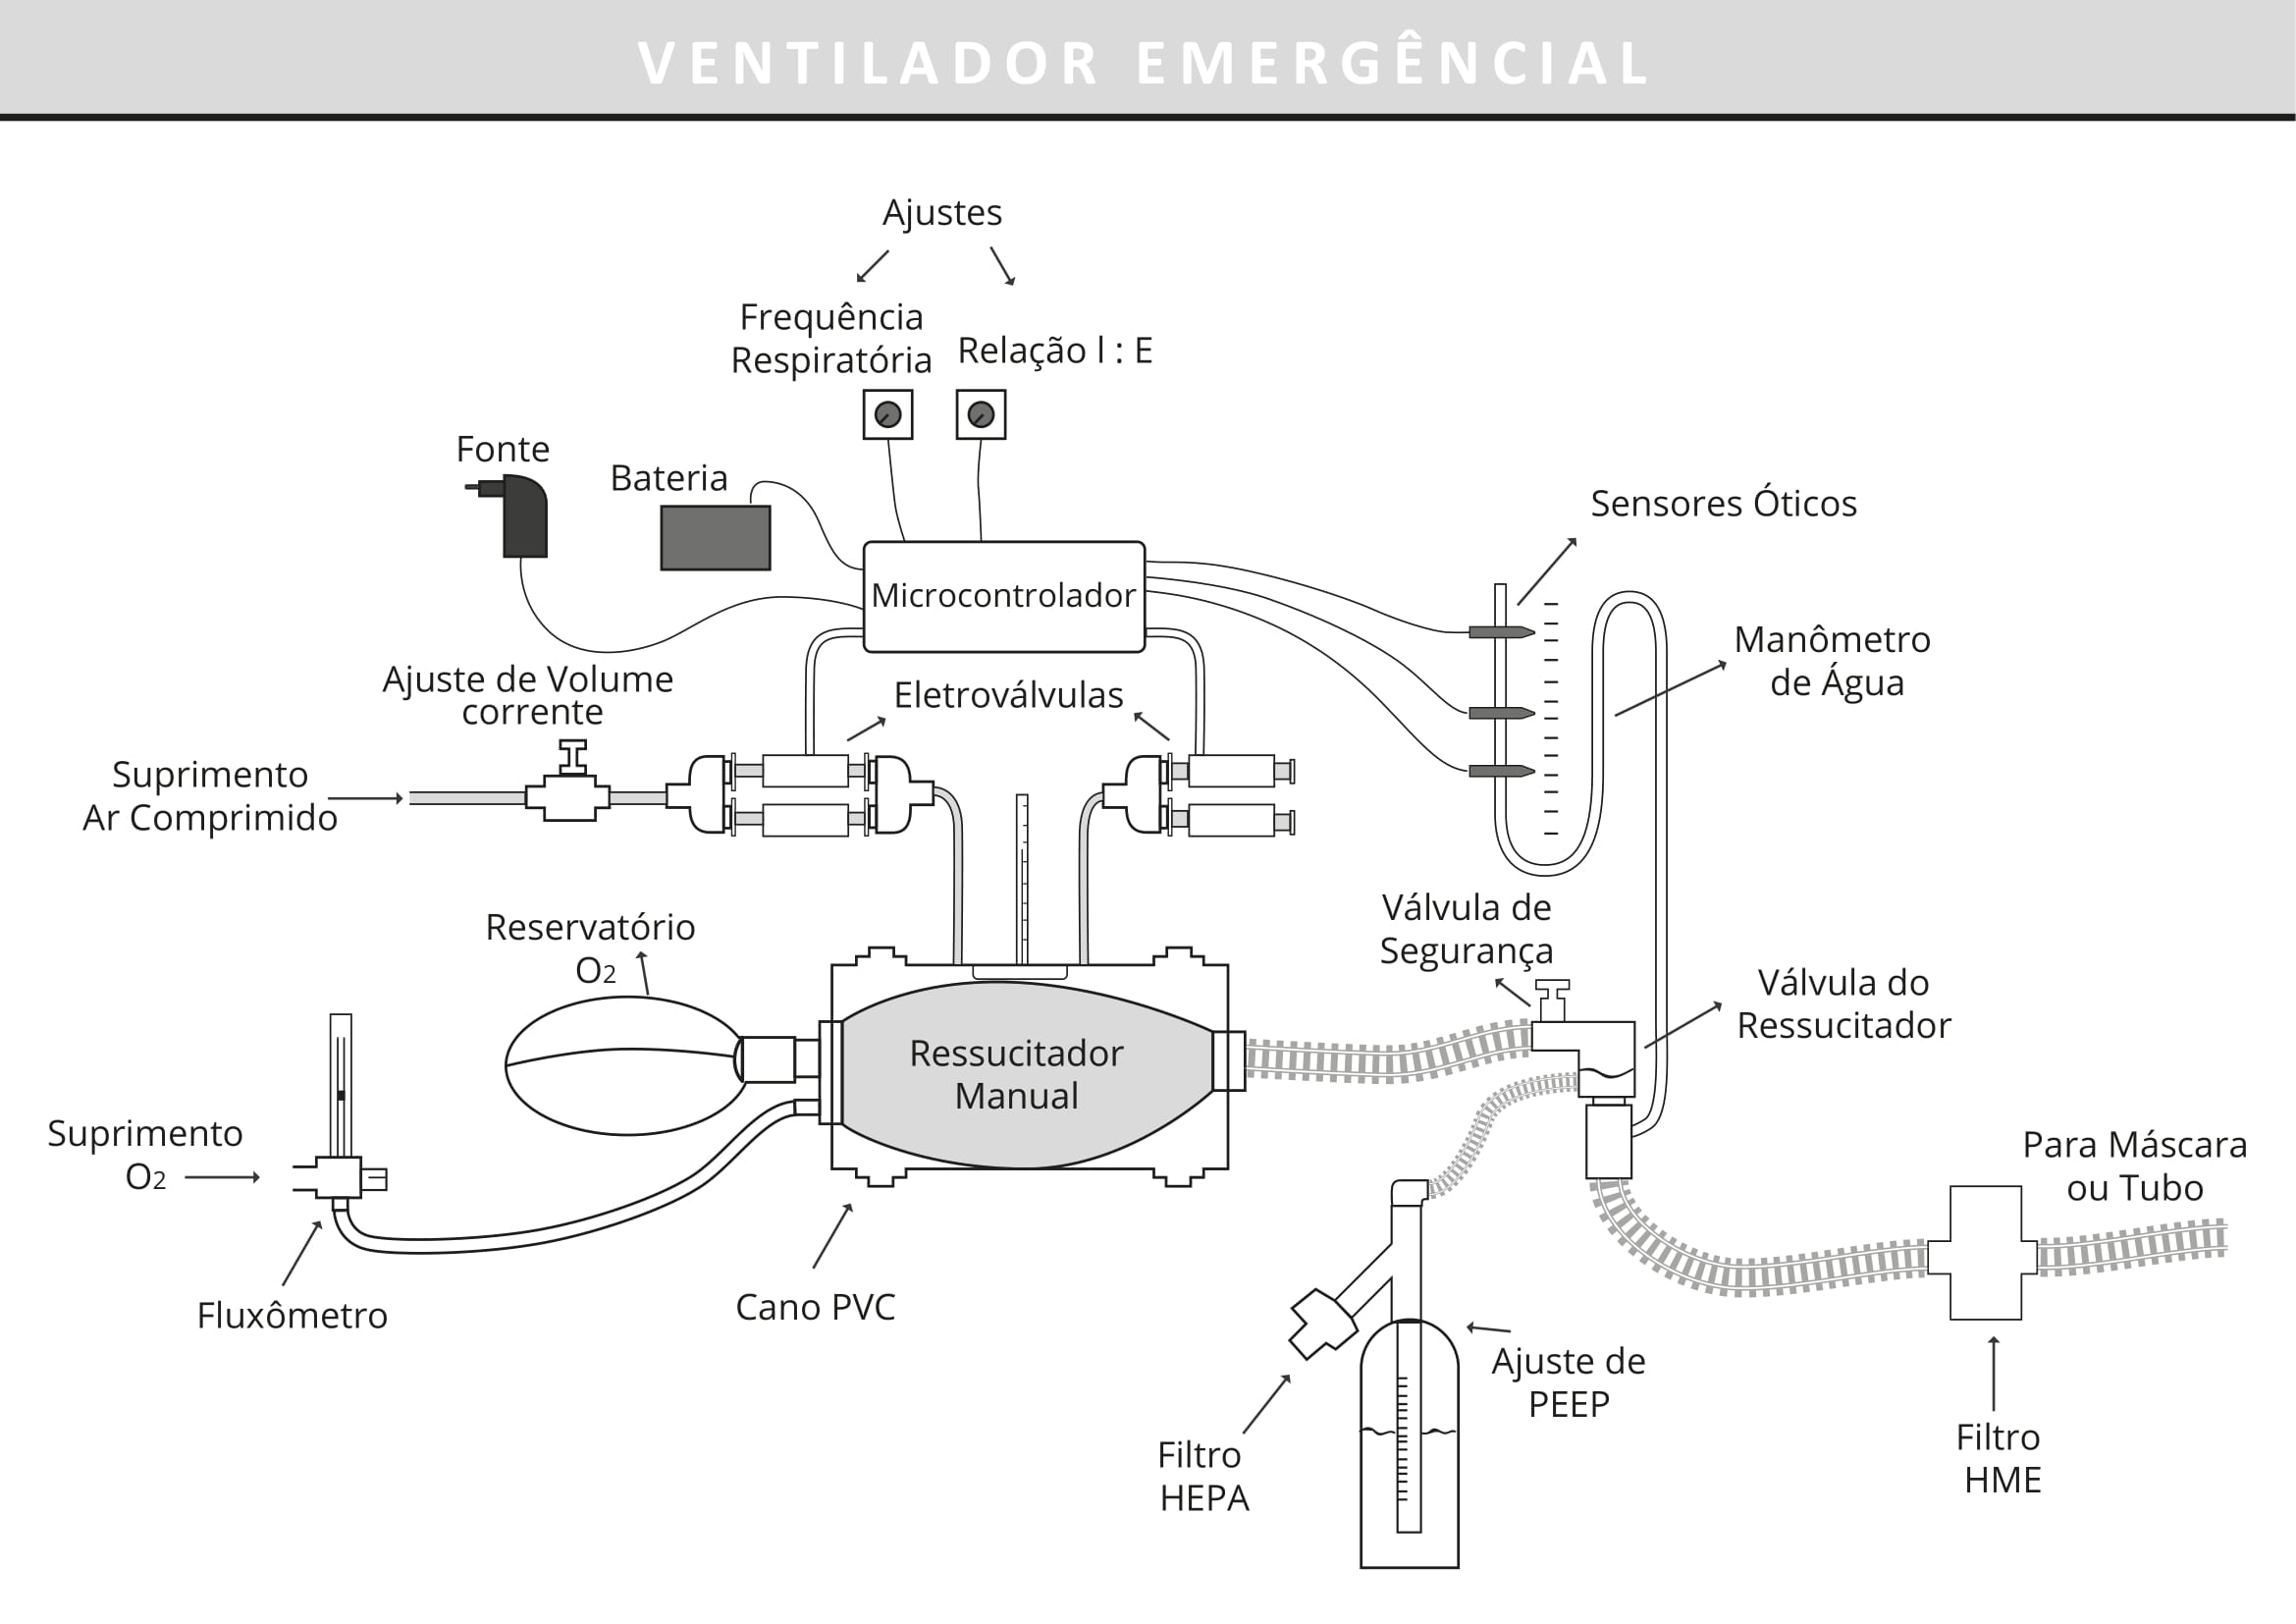 VENTILADOR EMERGÊNCIAL
Ajustes
Frequência
Respiratória
Relação l : E
Fonte
Bateria
Microcontrolador
Sensores Óticos
Manômetro
de Água
Ajuste de Volume
corrente
Eletroválvulas
Suprimento
Ar Comprimido
Reservatório
O2
Válvula de
Segurança
Válvula do
Ressucitador
Ressucitador
Manual
Suprimento
O2
Para Máscara
ou Tubo
Fluxômetro
Cano PVC
Ajuste de
PEEP
Filtro
HEPA
Filtro
HME